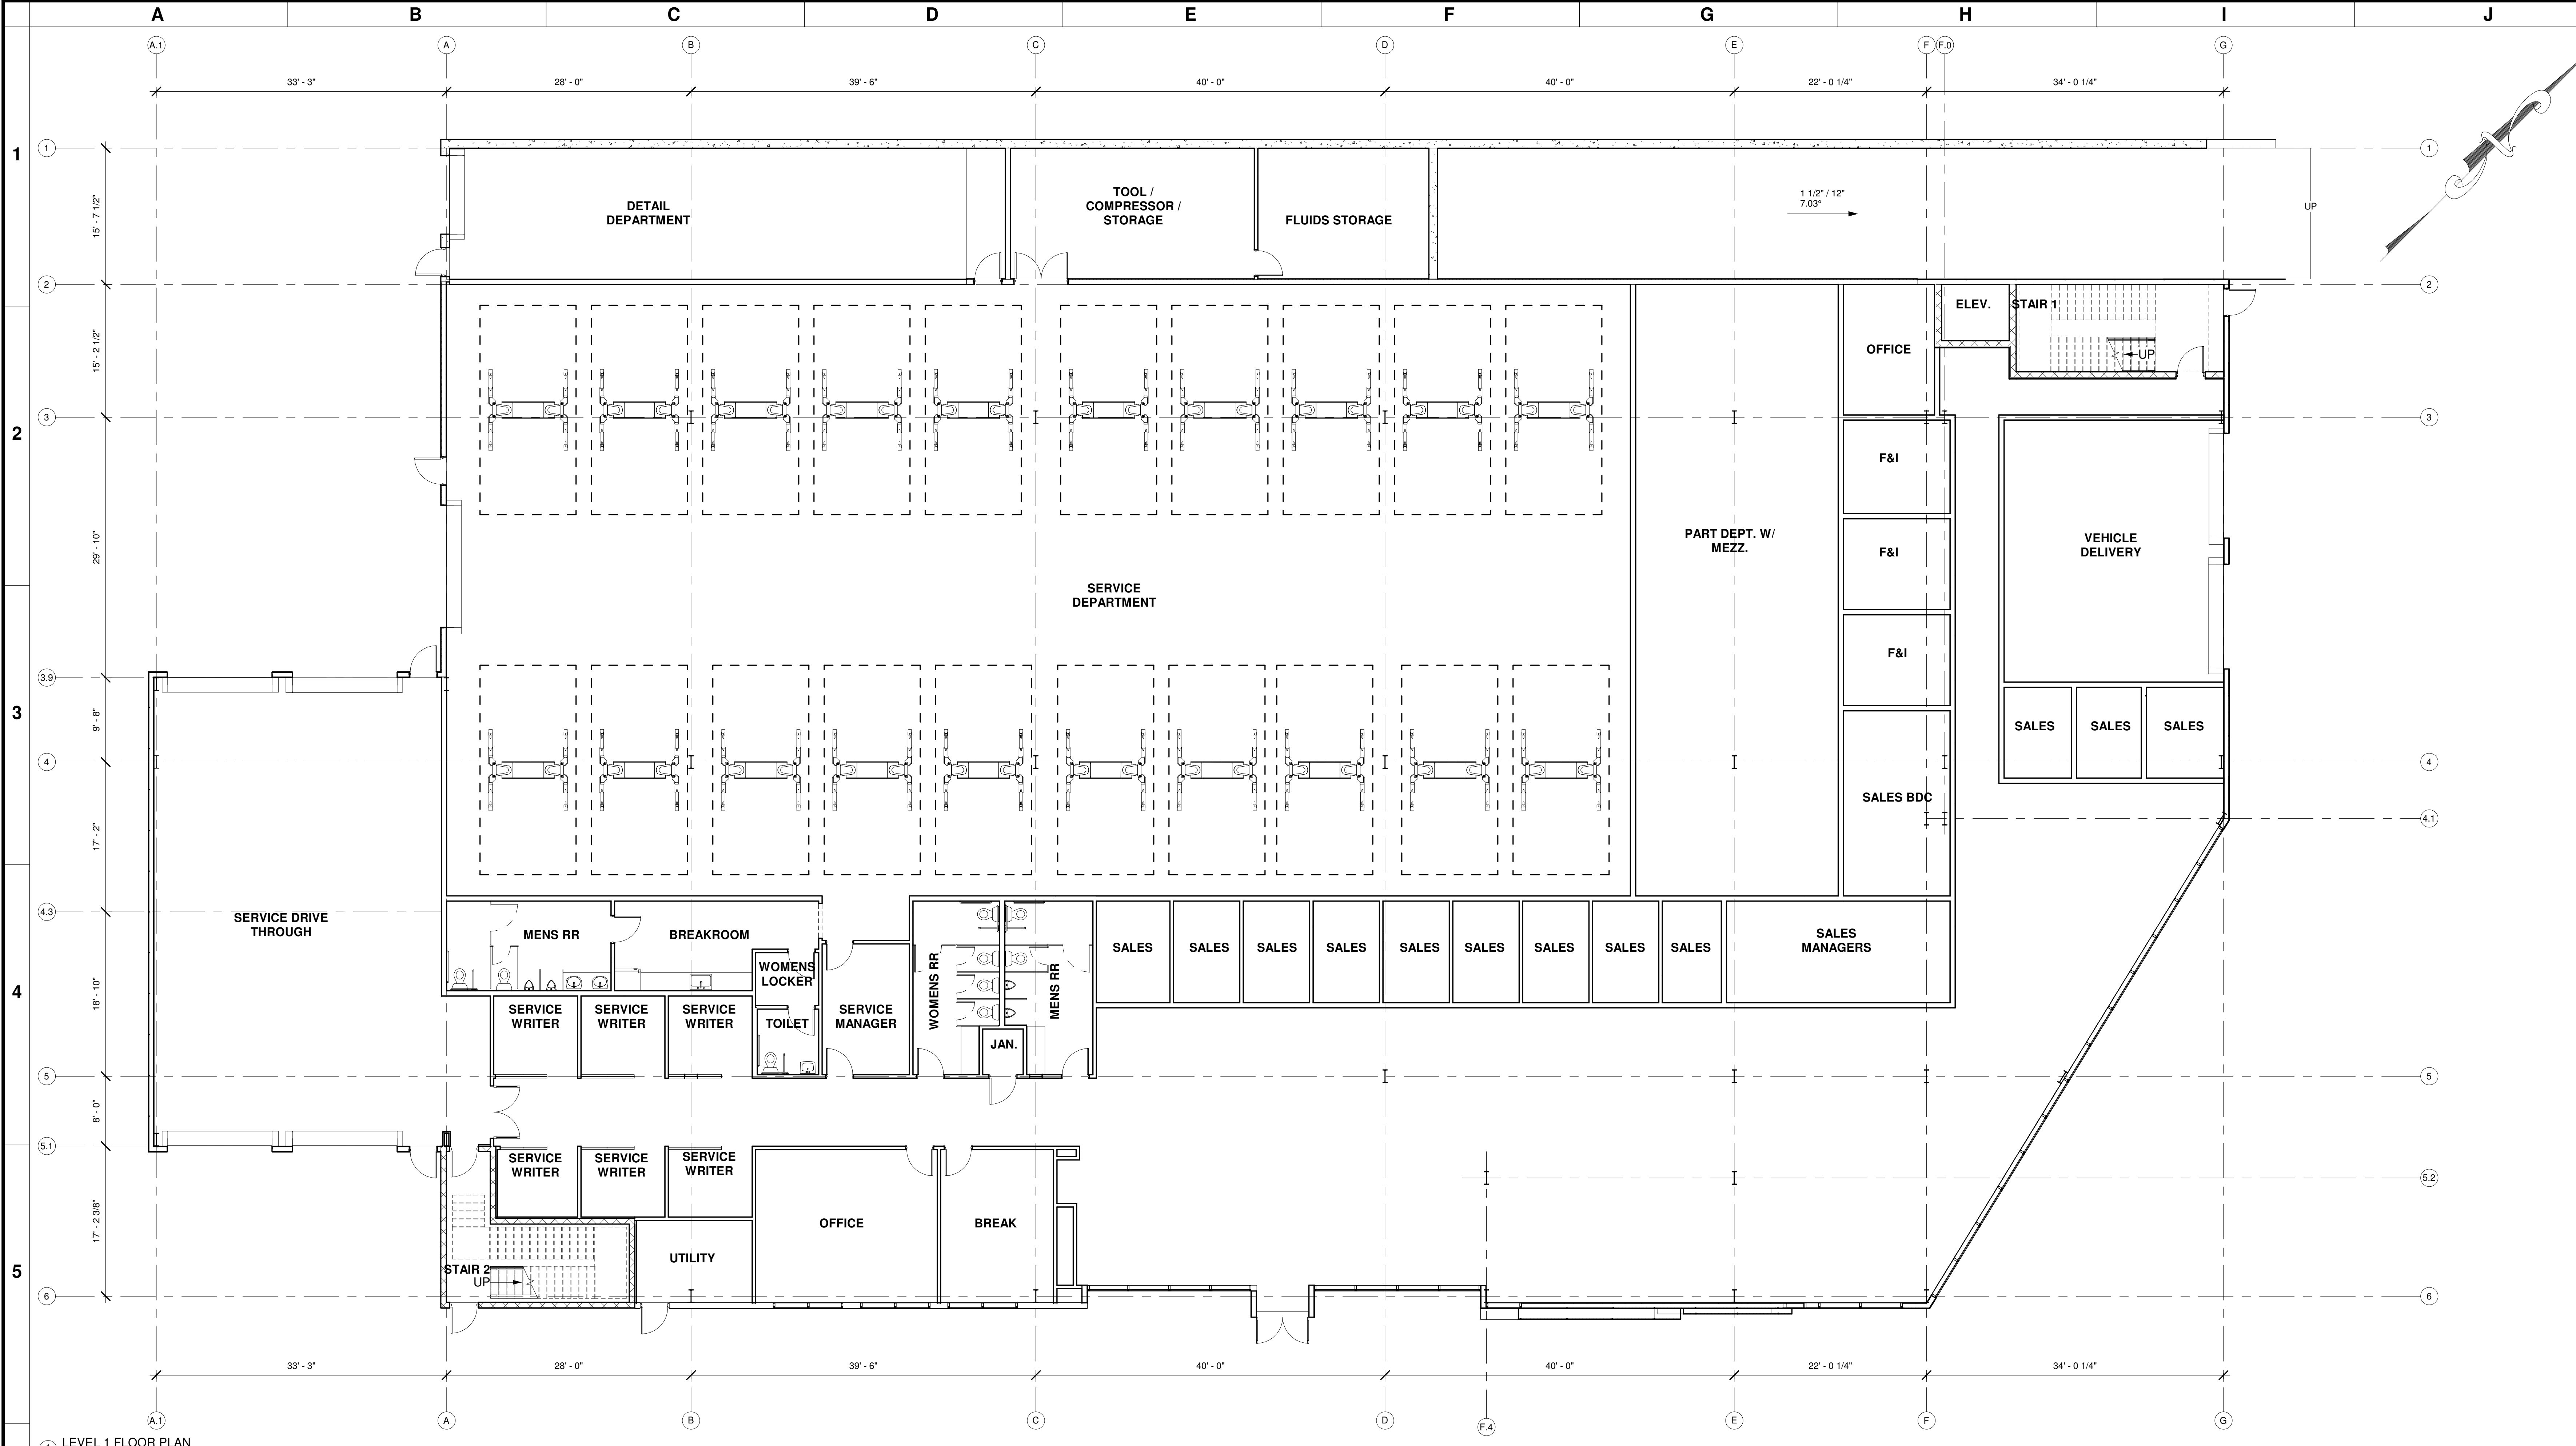 A B C D E F G H I J
A.1 A B C D E F F.0 G
33' - 3" 28' - 0" 39' - 6" 40' - 0" 40' - 0" 22' - 0 1/4" 34' - 0 1/4"
1
1
1
15' - 7 1/2"
DETAIL
DEPARTMENT
TOOL /
COMPRESSOR /
STORAGE
FLUIDS STORAGE
1 1/2" / 12"
7.03°
UP
2
2
15' - 2 1/2"
ELEV.
STAIR 1
UP
OFFICE
3
3
2
29' - 10"
F&I
F&I
F&I
PART DEPT. W/
MEZZ.
VEHICLE
DELIVERY
SERVICE
DEPARTMENT
3.9
3
9' - 8"
SALES SALES SALES
4
4
SALES BDC
4.1
17' - 2"
4.3
SERVICE DRIVE
THROUGH
MENS RR
BREAKROOM
WOMENS
LOCKER
SALES SALES SALES SALES SALES SALES SALES SALES SALES
SALES
MANAGERS
4
18' - 10"
WOMENS RR
MENS RR
SERVICE
WRITER
SERVICE
WRITER
SERVICE
WRITER
TOILET
SERVICE
MANAGER
JAN.
5
5
8' - 0"
5.1
SERVICE
WRITER
SERVICE
WRITER
SERVICE
WRITER
5.2
17' - 2 3/8"
OFFICE
BREAK
UTILITY
STAIR 2
UP
5
6
6
33' - 3" 28' - 0" 39' - 6" 40' - 0" 40' - 0" 22' - 0 1/4" 34' - 0 1/4"
A.1 A B C D F.4 E F G
LEVEL 1 FLOOR PLAN